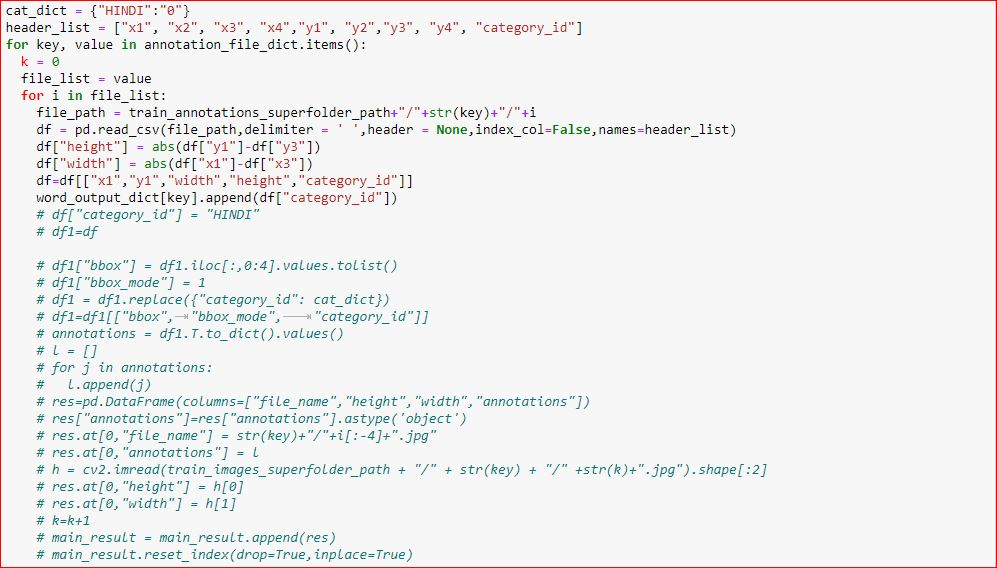 cat_dict = {"HINDI":"0"}
header_list = ["x1", "x2", "x3", "x4","y1", "y2","y3", "y4", "category_id"]
for key, value in annotation_file_dict.items():
  k = 0
  file_list = value
  for i in file_list:
    file_path = train_annotations_superfolder_path+"/"+str(key)+"/"+i
    df = pd.read_csv(file_path,delimiter = ' ',header = None,index_col=False,names=header_list)
    df["height"] = abs(df["y1"]-df["y3"])
    df["width"] = abs(df["x1"]-df["x3"])
    df=df[["x1","y1","width","height","category_id"]]
    word_output_dict[key].append(df["category_id"])
    # df["category_id"] = "HINDI"
    # df1=df

    # df1["bbox"] = df1.iloc[:,0:4].values.tolist()
    # df1["bbox_mode"] = 1
    # df1 = df1.replace({"category_id": cat_dict})
    # df1=df1[["bbox",→"bbox_mode",⟶"category_id"]]
    # annotations = df1.T.to_dict().values()
    # l = []
    # for j in annotations:
    #   l.append(j)
    # res=pd.DataFrame(columns=["file_name","height","width","annotations"])
    # res["annotations"]=res["annotations"].astype('object')
    # res.at[0,"file_name"] = str(key)+"/"+i[:-4]+".jpg"
    # res.at[0,"annotations"] = l
    # h = cv2.imread(train_images_superfolder_path + "/" + str(key) + "/" +str(k)+".jpg").shape[:2]
    # res.at[0,"height"] = h[0]
    # res.at[0,"width"] = h[1]
    # k=k+1
    # main_result = main_result.append(res)
    # main_result.reset_index(drop=True,inplace=True)